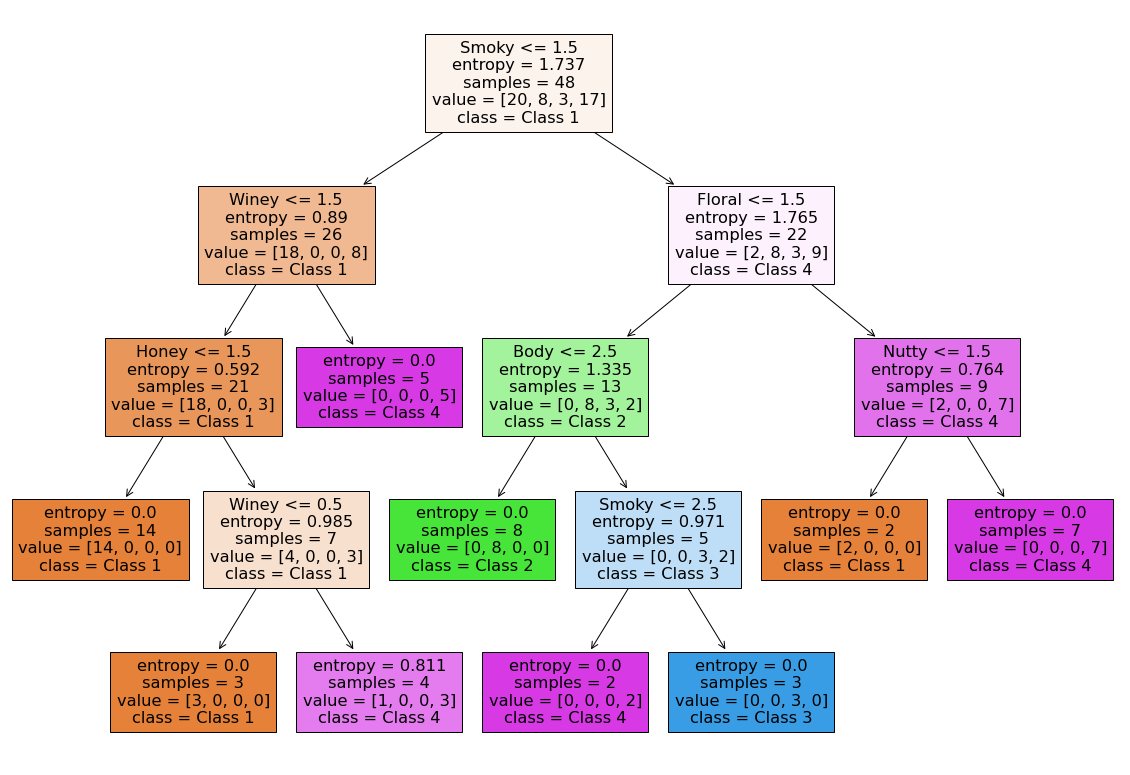 Smoky <= 1.5
entropy = 1.737
samples = 48
value = [20, 8, 3, 17]
class = Class 1
Winey <= 1.5
entropy = 0.89
samples = 26
value = [18, 0, 0, 8]
class = Class 1
Floral <= 1.5
entropy = 1.765
samples = 22
value = [2, 8, 3, 9]
class = Class 4
Honey <= 1.5
entropy = 0.592
samples = 21
value = [18, 0, 0, 3]
class = Class 1
entropy = 0.0
samples = 5
value = [0, 0, 0, 5]
class = Class 4
Body <= 2.5
entropy = 1.335
samples = 13
value = [0, 8, 3, 2]
class = Class 2
Nutty <= 1.5
entropy = 0.764
samples = 9
value = [2, 0, 0, 7]
class = Class 4
entropy = 0.0
samples = 14
value = [14, 0, 0, 0]
class = Class 1
Winey <= 0.5
entropy = 0.985
samples = 7
value = [4, 0, 0, 3]
class = Class 1
entropy = 0.0
samples = 8
value = [0, 8, 0, 0]
class = Class 2
Smoky <= 2.5
entropy = 0.971
samples = 5
value = [0, 0, 3, 2]
class = Class 3
entropy = 0.0
samples = 2
value = [2, 0, 0, 0]
class = Class 1
entropy = 0.0
samples = 7
value = [0, 0, 0, 7]
class = Class 4
entropy = 0.0
samples = 3
value = [3, 0, 0, 0]
class = Class 1
entropy = 0.811
samples = 4
value = [1, 0, 0, 3]
class = Class 4
entropy = 0.0
samples = 2
value = [0, 0, 0, 2]
class = Class 4
entropy = 0.0
samples = 3
value = [0, 0, 3, 0]
class = Class 3